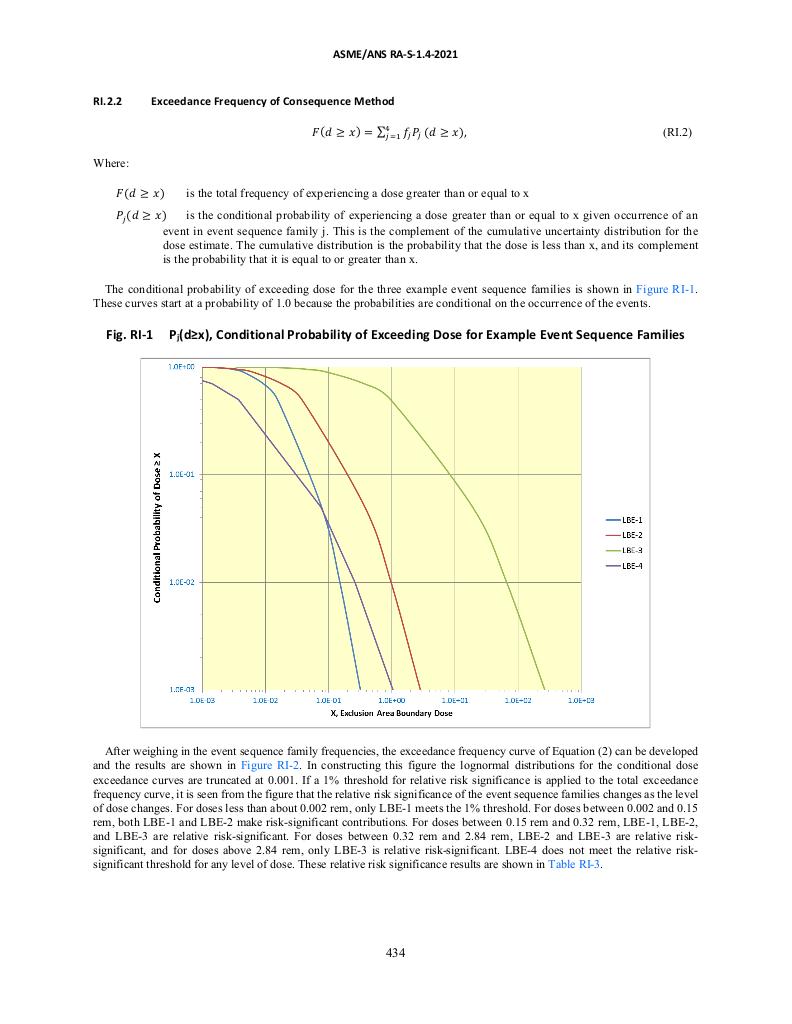 ASME/ANS RA-S-1.4-2021
RI.2.2 Exceedance Frequency of Consequence Method
F(d ≥ x) = ∑⁴ⱼ₌₁ fⱼPⱼ (d ≥ x), (RI.2)
Where:
F(d ≥ x) is the total frequency of experiencing a dose greater than or equal to x
Pⱼ(d ≥ x) is the conditional probability of experiencing a dose greater than or equal to x given occurrence of an
event in event sequence family j. This is the complement of the cumulative uncertainty distribution for the
dose estimate. The cumulative distribution is the probability that the dose is less than x, and its complement
is the probability that it is equal to or greater than x.
The conditional probability of exceeding dose for the three example event sequence families is shown in Figure RI-1.
These curves start at a probability of 1.0 because the probabilities are conditional on the occurrence of the events.
Fig. RI-1 Pⱼ(d≥x), Conditional Probability of Exceeding Dose for Example Event Sequence Families
1.0E+00
1.0E-01
1.0E-02
1.0E-03
Conditional Probability of Dose ≥ X
1.0E-03 1.0E-02 1.0E-01 1.0E+00 1.0E+01 1.0E+02 1.0E+03
X, Exclusion Area Boundary Dose
LBE-1
LBE-2
LBE-3
LBE-4
After weighing in the event sequence family frequencies, the exceedance frequency curve of Equation (2) can be developed
and the results are shown in Figure RI-2. In constructing this figure the lognormal distributions for the conditional dose
exceedance curves are truncated at 0.001. If a 1% threshold for relative risk significance is applied to the total exceedance
frequency curve, it is seen from the figure that the relative risk significance of the event sequence families changes as the level
of dose changes. For doses less than about 0.002 rem, only LBE-1 meets the 1% threshold. For doses between 0.002 and 0.15
rem, both LBE-1 and LBE-2 make risk-significant contributions. For doses between 0.15 rem and 0.32 rem, LBE-1, LBE-2,
and LBE-3 are relative risk-significant. For doses between 0.32 rem and 2.84 rem, LBE-2 and LBE-3 are relative risk-
significant, and for doses above 2.84 rem, only LBE-3 is relative risk-significant. LBE-4 does not meet the relative risk-
significant threshold for any level of dose. These relative risk significance results are shown in Table RI-3.
434